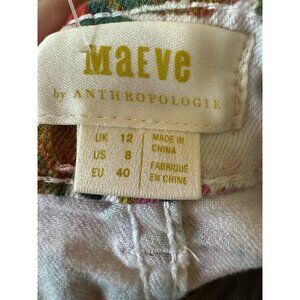 MaEVe
by ANTHROPOLOGIE
UK 12
US 8
EU 40
MADE IN
CHINA
FABRIQUÉ
EN CHINE